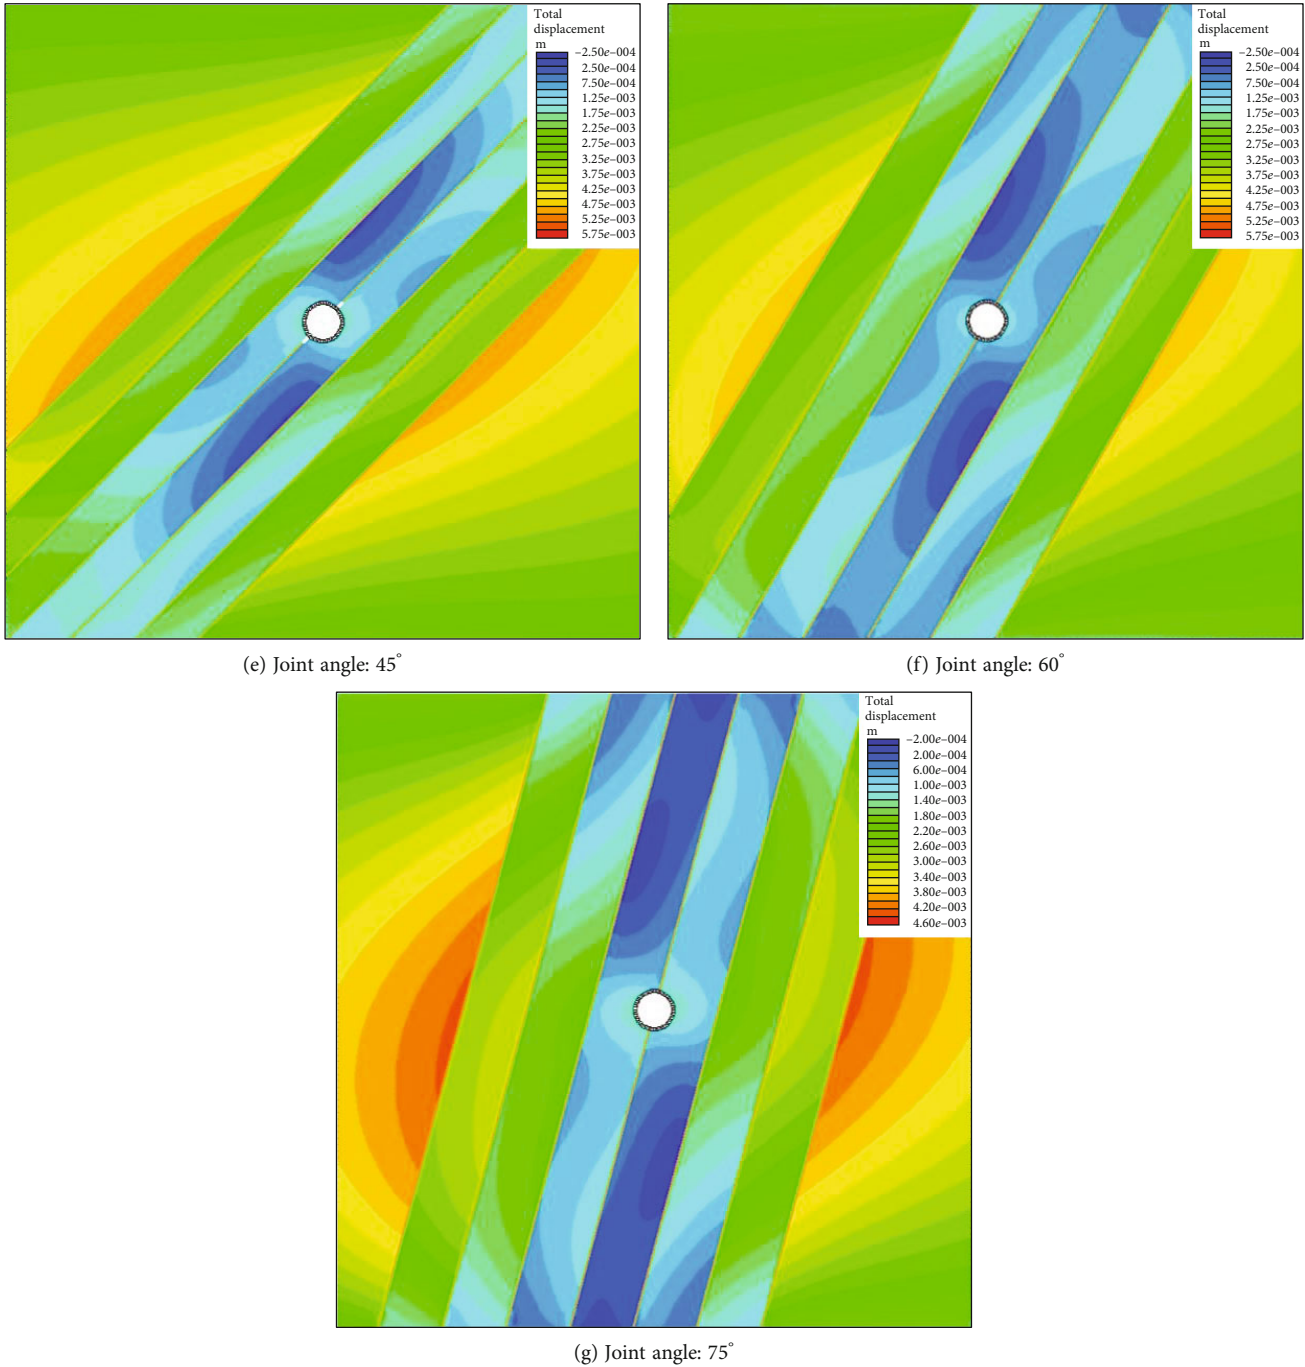 Total
displacement
m
−2.50e−004
2.50e−004
7.50e−004
1.25e−003
1.75e−003
2.25e−003
2.75e−003
3.25e−003
3.75e−003
4.25e−003
4.75e−003
5.25e−003
5.75e−003
(e) Joint angle: 45°
Total
displacement
m
−2.50e−004
2.50e−004
7.50e−004
1.25e−003
1.75e−003
2.25e−003
2.75e−003
3.25e−003
3.75e−003
4.25e−003
4.75e−003
5.25e−003
5.75e−003
(f) Joint angle: 60°
Total
displacement
m
−2.00e−004
2.00e−004
6.00e−004
1.00e−003
1.40e−003
1.80e−003
2.20e−003
2.60e−003
3.00e−003
3.40e−003
3.80e−003
4.20e−003
4.60e−003
(g) Joint angle: 75°